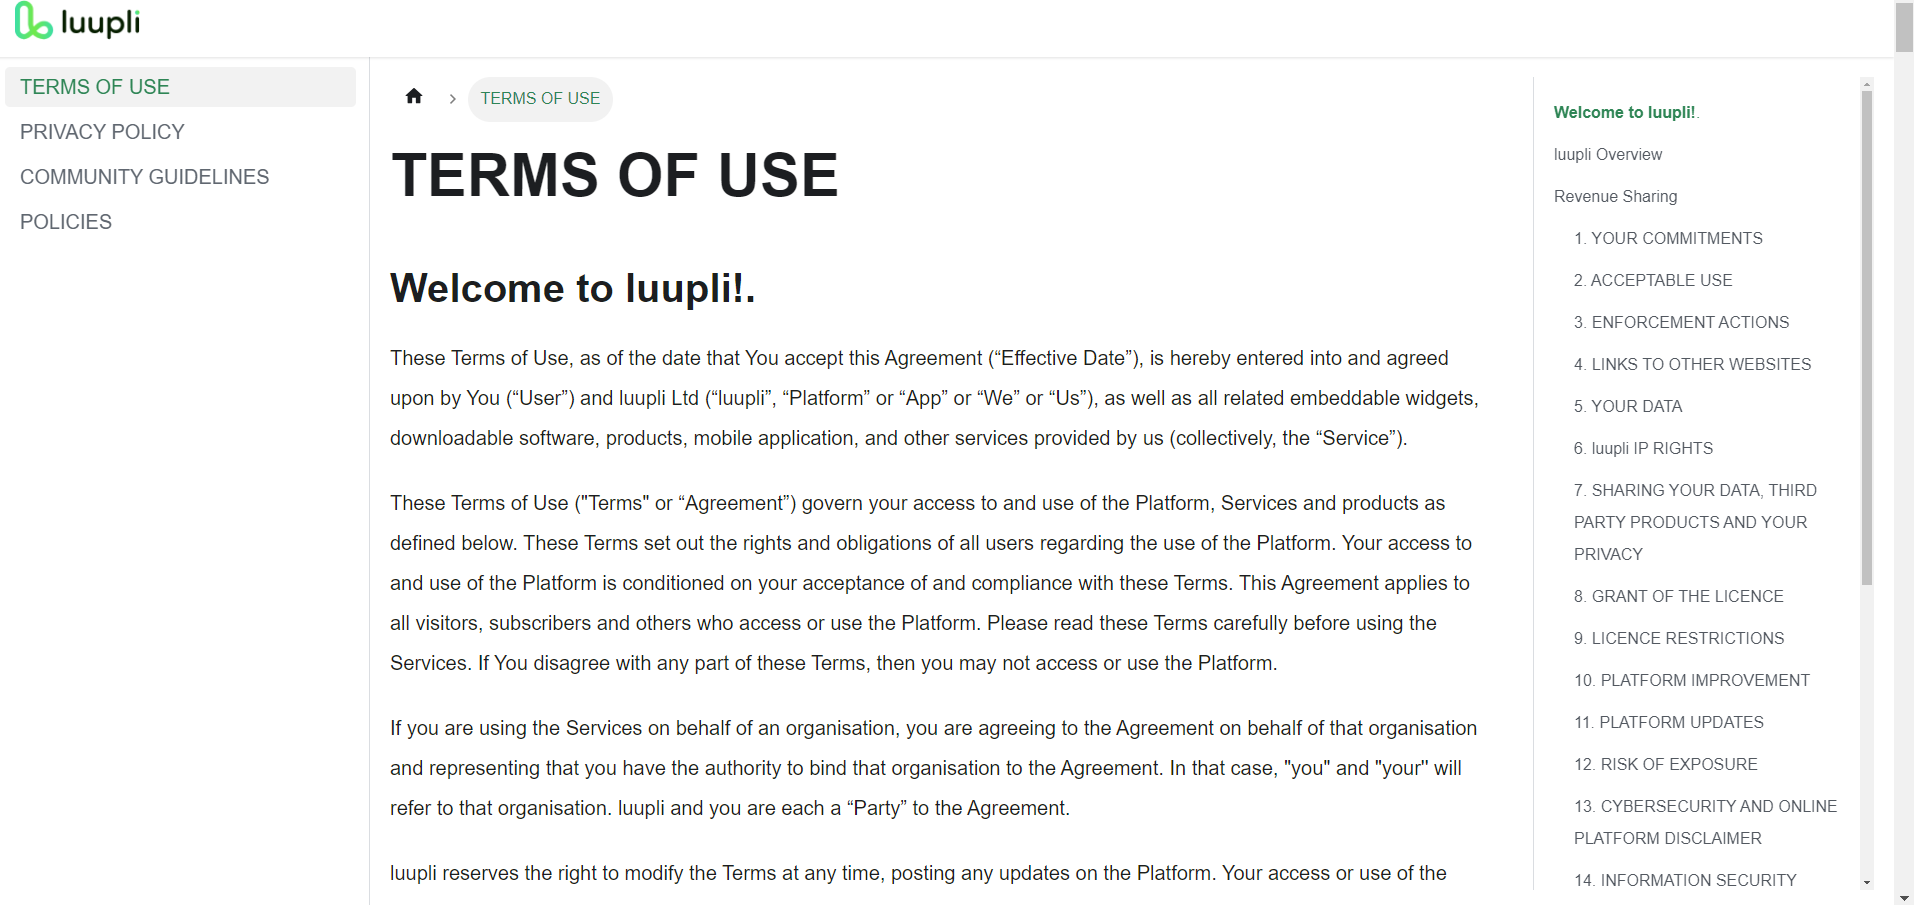 luupli
TERMS OF USE
PRIVACY POLICY
COMMUNITY GUIDELINES
POLICIES
TERMS OF USE
TERMS OF USE
Welcome to luupli!.
These Terms of Use, as of the date that You accept this Agreement (“Effective Date”), is hereby entered into and agreed
upon by You (“User”) and luupli Ltd (“luupli”, “Platform” or “App” or “We” or “Us”), as well as all related embeddable widgets,
downloadable software, products, mobile application, and other services provided by us (collectively, the “Service”).
These Terms of Use ("Terms" or “Agreement”) govern your access to and use of the Platform, Services and products as
defined below. These Terms set out the rights and obligations of all users regarding the use of the Platform. Your access to
and use of the Platform is conditioned on your acceptance of and compliance with these Terms. This Agreement applies to
all visitors, subscribers and others who access or use the Platform. Please read these Terms carefully before using the
Services. If You disagree with any part of these Terms, then you may not access or use the Platform.
If you are using the Services on behalf of an organisation, you are agreeing to the Agreement on behalf of that organisation
and representing that you have the authority to bind that organisation to the Agreement. In that case, "you" and "your" will
refer to that organisation. luupli and you are each a “Party” to the Agreement.
luupli reserves the right to modify the Terms at any time, posting any updates on the Platform. Your access or use of the
Welcome to luupli!.
luupli Overview
Revenue Sharing
1. YOUR COMMITMENTS
2. ACCEPTABLE USE
3. ENFORCEMENT ACTIONS
4. LINKS TO OTHER WEBSITES
5. YOUR DATA
6. luupli IP RIGHTS
7. SHARING YOUR DATA, THIRD
PARTY PRODUCTS AND YOUR
PRIVACY
8. GRANT OF THE LICENCE
9. LICENCE RESTRICTIONS
10. PLATFORM IMPROVEMENT
11. PLATFORM UPDATES
12. RISK OF EXPOSURE
13. CYBERSECURITY AND ONLINE
PLATFORM DISCLAIMER
14. INFORMATION SECURITY